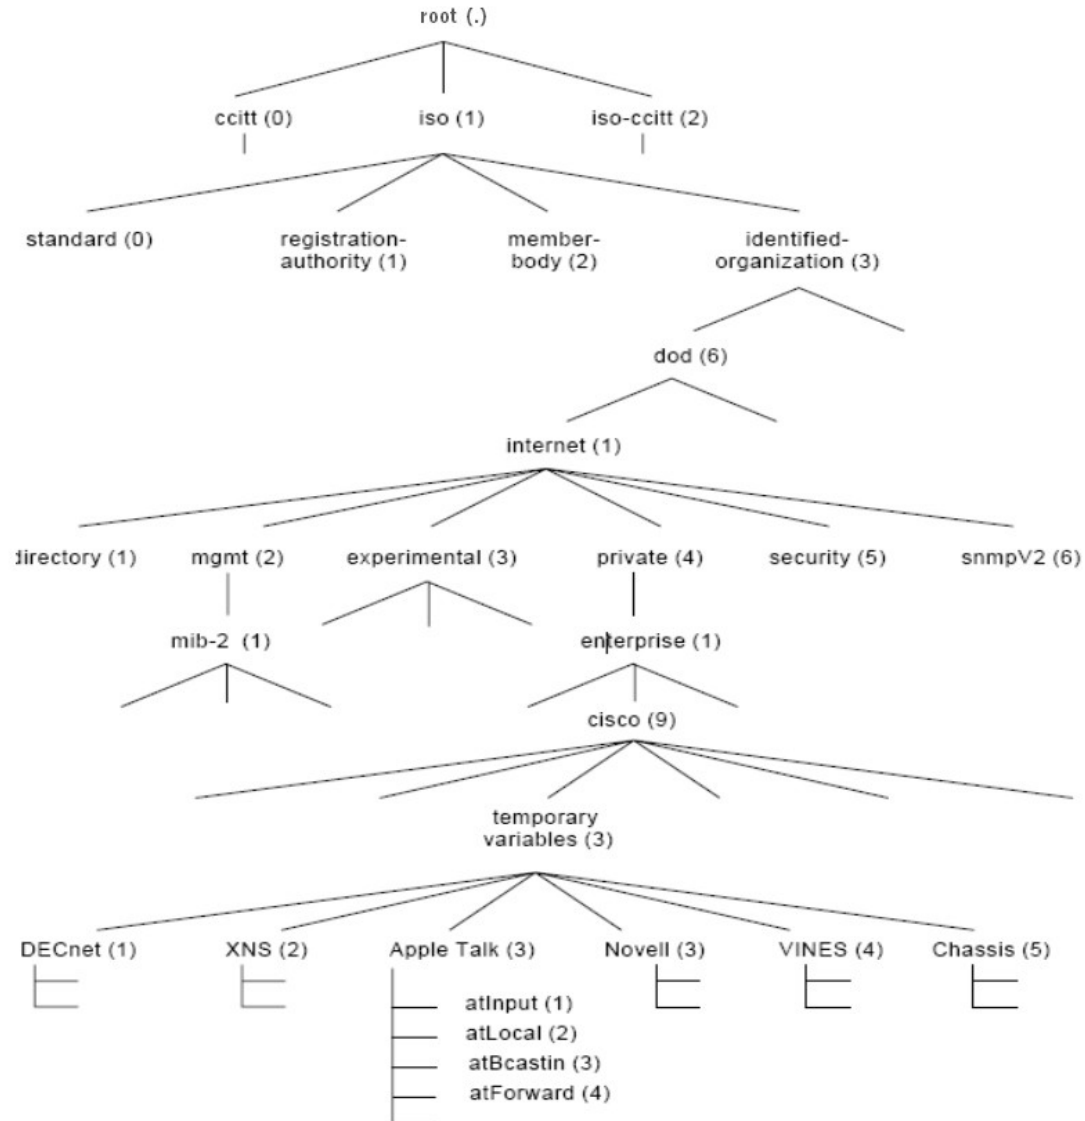 root (.)
ccitt (0)
iso (1)
iso-ccitt (2)
standard (0)
registration-
authority (1)
member-
body (2)
identified-
organization (3)
dod (6)
internet (1)
directory (1)
mgmt (2)
experimental (3)
private (4)
security (5)
snmpV2 (6)
mib-2 (1)
enterprise (1)
cisco (9)
temporary
variables (3)
DECnet (1)
XNS (2)
Apple Talk (3)
Novell (3)
VINES (4)
Chassis (5)
atInput (1)
atLocal (2)
atBcastin (3)
atForward (4)